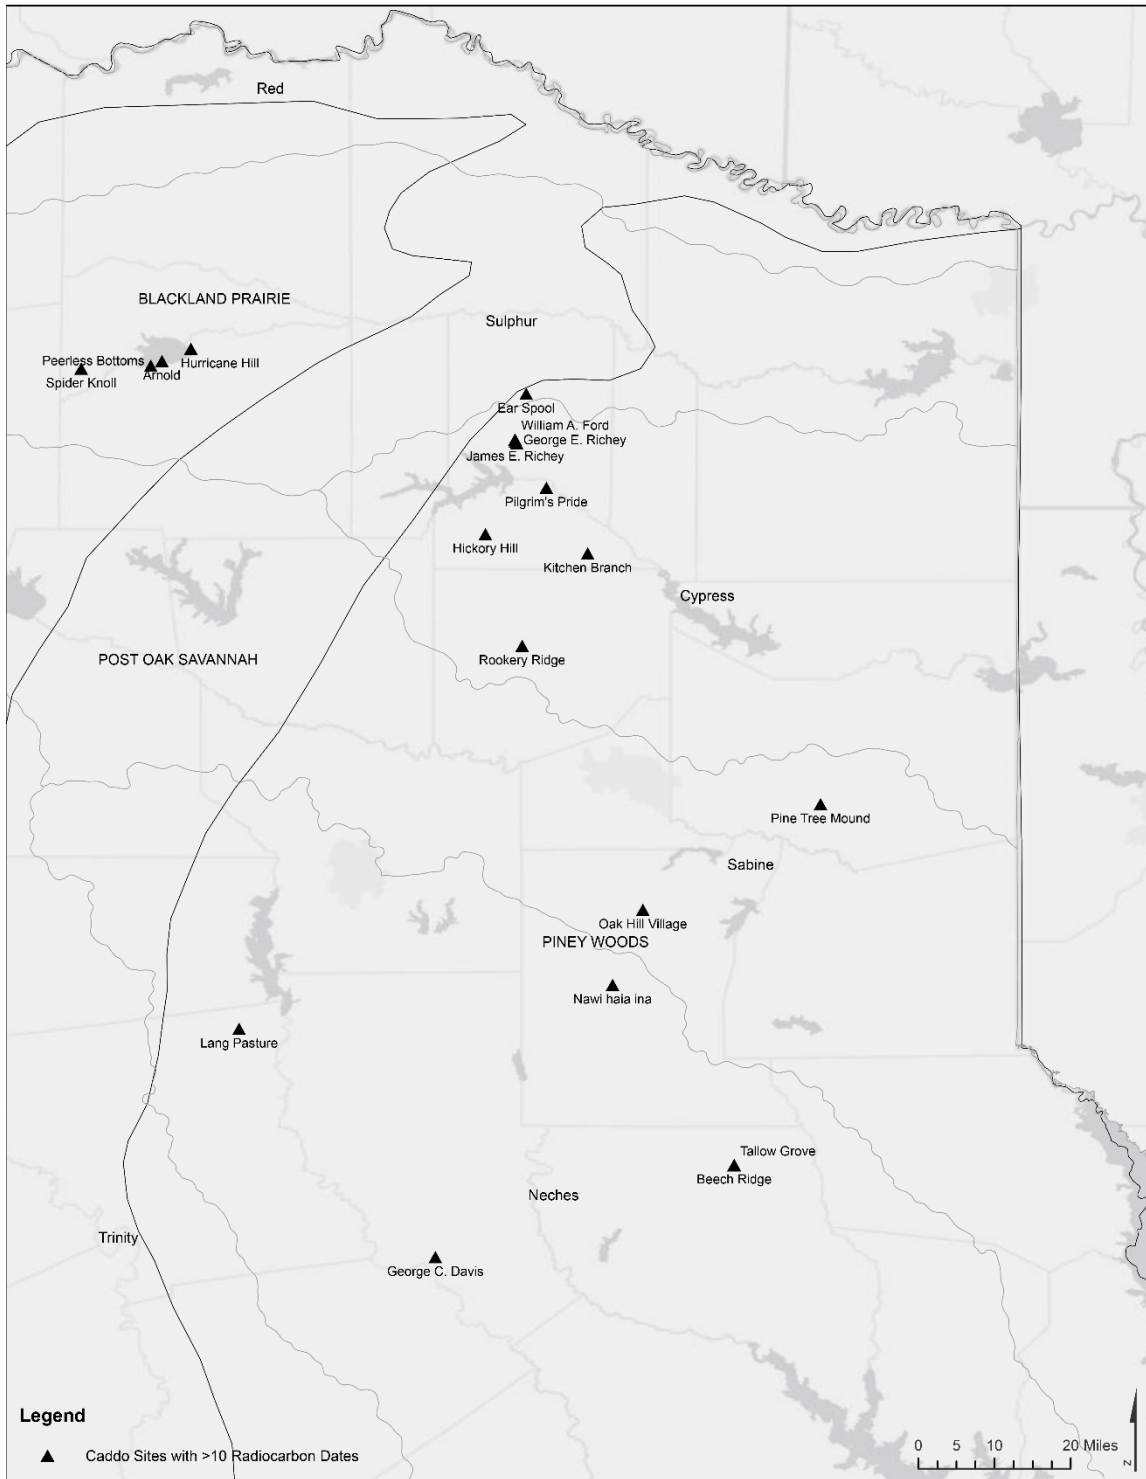 Red
BLACKLAND PRAIRIE
Sulphur
Peerless Bottoms
Hurricane Hill
Arnold
Spider Knoll
Ear Spool
William A. Ford
George E. Richey
James E. Richey
Pilgrim's Pride
Hickory Hill
Kitchen Branch
Cypress
POST OAK SAVANNAH
Rookery Ridge
Pine Tree Mound
Sabine
Oak Hill Village
PINEY WOODS
Nawi haia ina
Lang Pasture
Tallow Grove
Beech Ridge
Neches
Trinity
George C. Davis
Legend
Caddo Sites with >10 Radiocarbon Dates
0 5 10 20 Miles
N